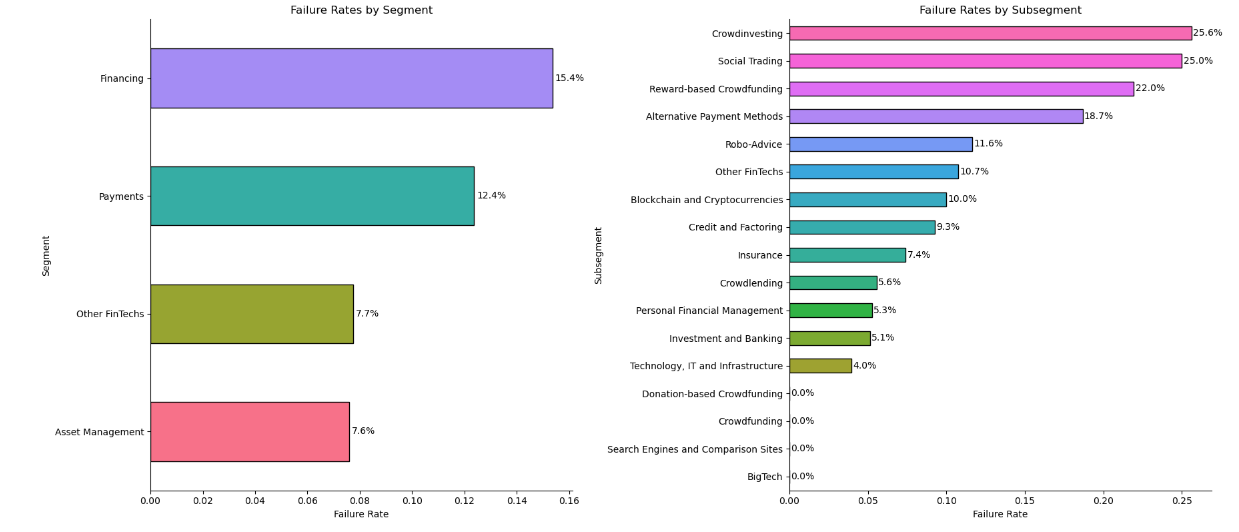 Failure Rates by Segment
Segment
Financing
15.4%
Payments
12.4%
Other FinTechs
7.7%
Asset Management
7.6%
0.00 0.02 0.04 0.06 0.08 0.10 0.12 0.14 0.16
Failure Rate
Failure Rates by Subsegment
Subsegment
Crowdinvesting
25.6%
Social Trading
25.0%
Reward-based Crowdfunding
22.0%
Alternative Payment Methods
18.7%
Robo-Advice
11.6%
Other FinTechs
10.7%
Blockchain and Cryptocurrencies
10.0%
Credit and Factoring
9.3%
Insurance
7.4%
Crowdlending
5.6%
Personal Financial Management
5.3%
Investment and Banking
5.1%
Technology, IT and Infrastructure
4.0%
Donation-based Crowdfunding
0.0%
Crowdfunding
0.0%
Search Engines and Comparison Sites
0.0%
BigTech
0.0%
0.00 0.05 0.10 0.15 0.20 0.25
Failure Rate